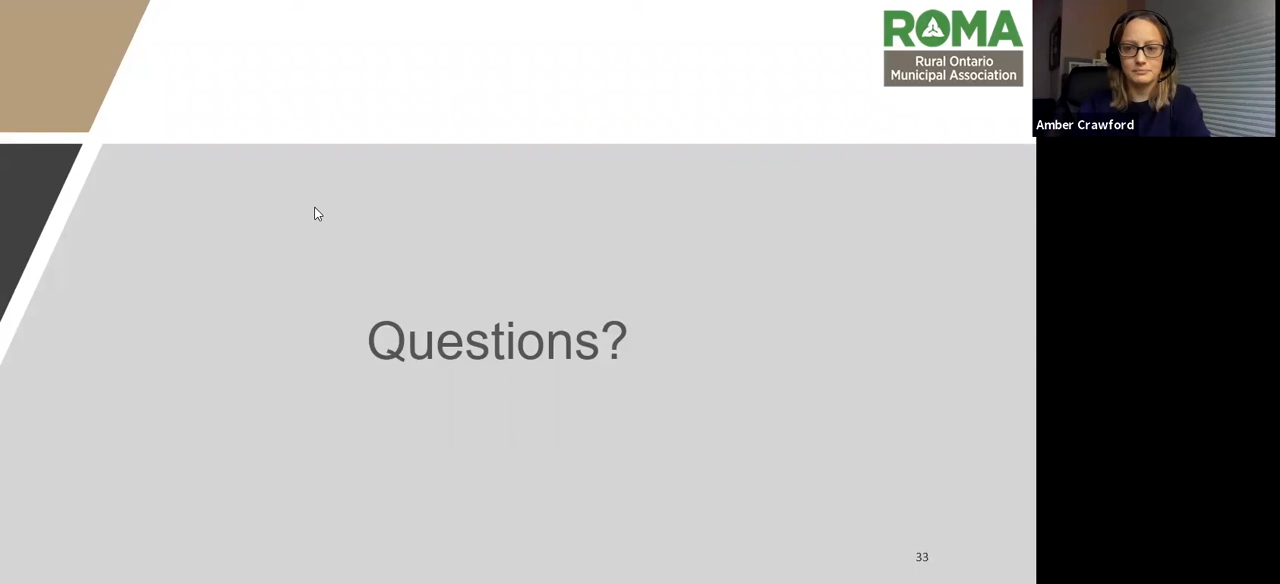 ROMA
Rural Ontario
Municipal Association
Amber Crawford
Questions?
33